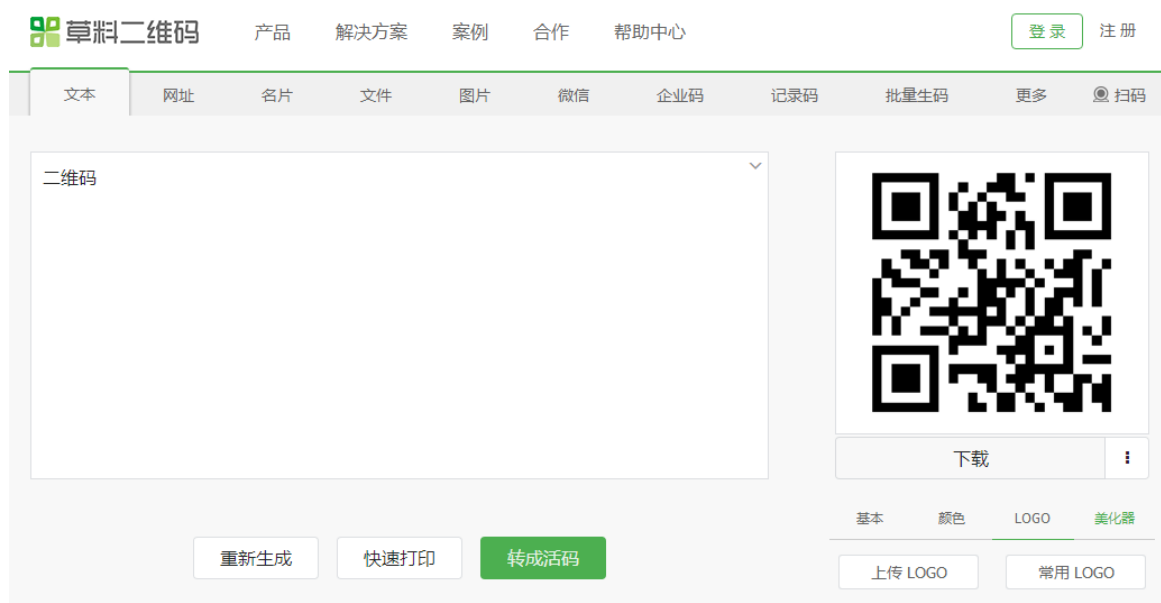 草料二维码 产品 解决方案 案例 合作 帮助中心 登录 注册
文本 网址 名片 文件 图片 微信 企业码 记录码 批量生码 更多 扫码
二维码
下载
基本 颜色 LOGO 美化器
重新生成 快速打印 转成活码
上传 LOGO 常用 LOGO